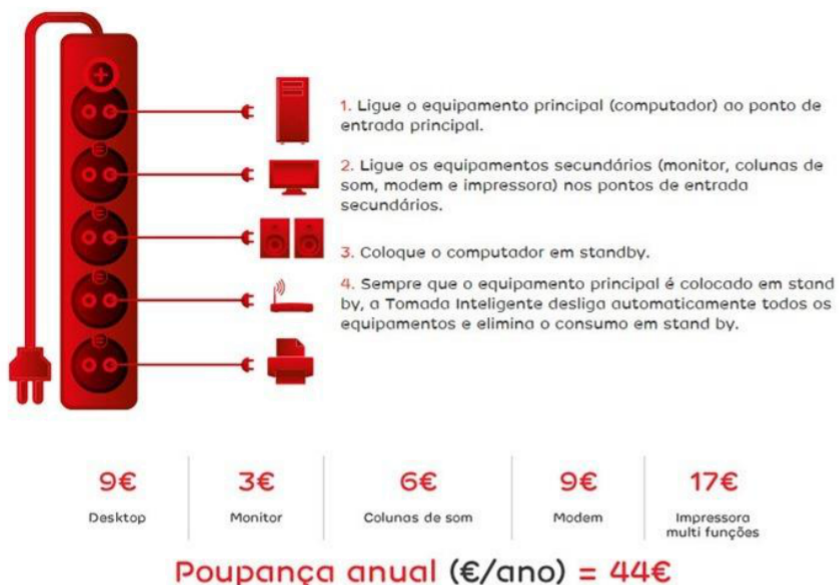 1. Ligue o equipamento principal (computador) ao ponto de
entrada principal.
2. Ligue os equipamentos secundários (monitor, colunas de
som, modem e impressora) nos pontos de entrada
secundários.
3. Coloque o computador em standby.
4. Sempre que o equipamento principal é colocado em stand
by, a Tomada Inteligente desliga automaticamente todos os
equipamentos e elimina o consumo em stand by.
9€
Desktop
3€
Monitor
6€
Colunas de som
9€
Modem
17€
Impressora
multi funções
Poupança anual (€/ano) = 44€